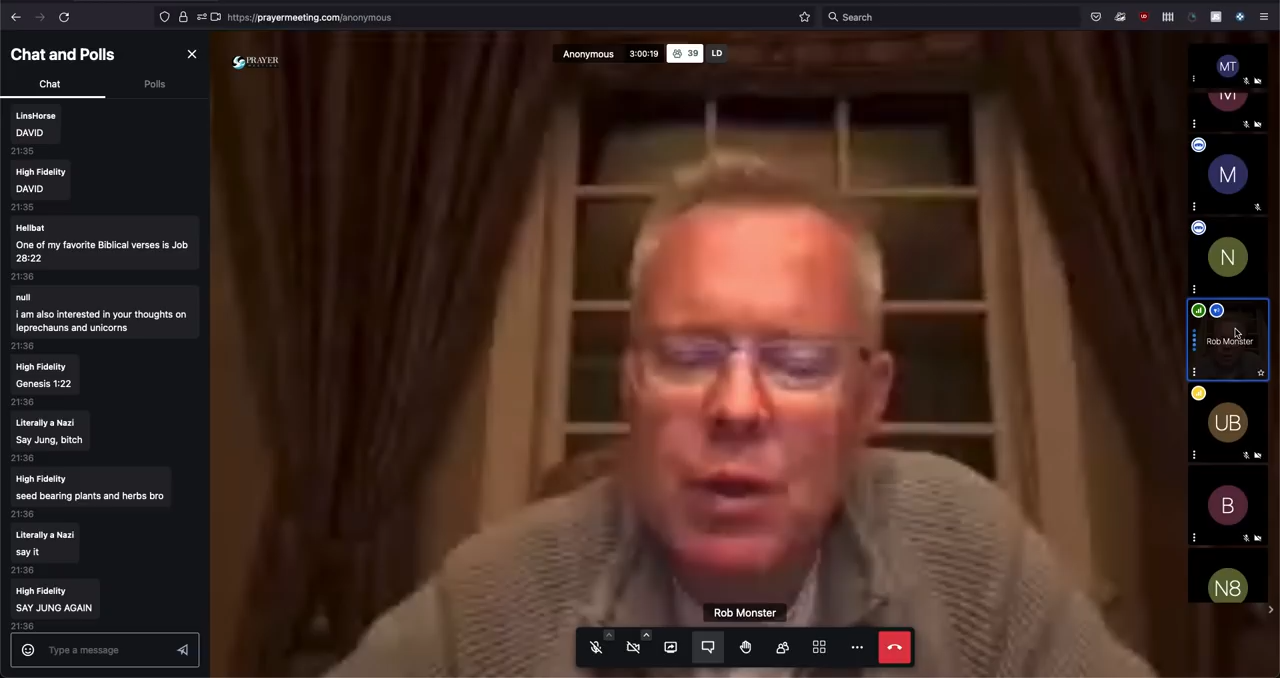 https://prayermeeting.com/anonymous
Search
Chat and Polls
Chat
Polls
LinsHorse
DAVID
21:35
High Fidelity
DAVID
21:35
Hellbat
One of my favorite Biblical verses is Job
28:22
21:36
null
i am also interested in your thoughts on
leprechauns and unicorns
21:36
High Fidelity
Genesis 1:22
21:36
Literally a Nazi
Say Jung, bitch
21:36
High Fidelity
seed bearing plants and herbs bro
21:36
Literally a Nazi
say it
21:36
High Fidelity
SAY JUNG AGAIN
21:36
Type a message
PRAYER
MEETING
Anonymous
3:00:19
39
LD
Rob Monster
MT
M
N
Rob Monster
UB
B
N8